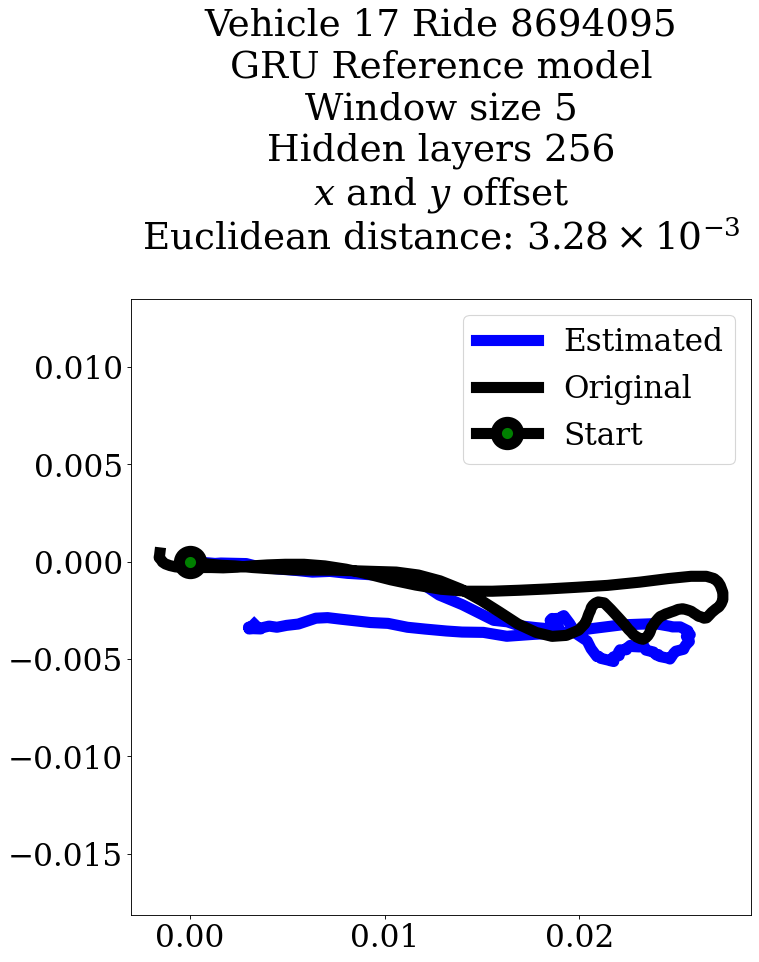 Vehicle 17 Ride 8694095
GRU Reference model
Window size 5
Hidden layers 256
x and y offset
Euclidean distance: 3.28 × 10⁻³
Estimated
Original
Start
0.010
0.005
0.000
−0.005
−0.010
−0.015
0.00 0.01 0.02